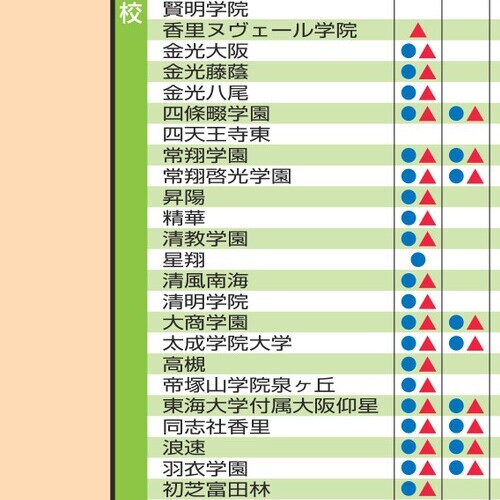 校
賢明学院
香里ヌヴェール学院 ▲
金光大阪 ●▲
金光藤蔭 ●▲
金光八尾 ●▲
四條畷学園 ●▲ ●▲
四天王寺東
常翔学園 ●▲ ●▲
常翔啓光学園 ●▲ ●▲
昇陽 ●▲
精華 ●▲
清教学園 ●▲
星翔 ●
清風南海 ●▲
清明学院 ●▲
大商学園 ●▲ ●▲
太成学院大学 ●▲ ●▲
高槻 ●▲
帝塚山学院泉ヶ丘 ●▲
東海大学付属大阪仰星 ●▲ ●▲
同志社香里 ●▲ ●▲
浪速 ●▲ ●▲
羽衣学園 ●▲ ●▲
初芝富田林 ●▲